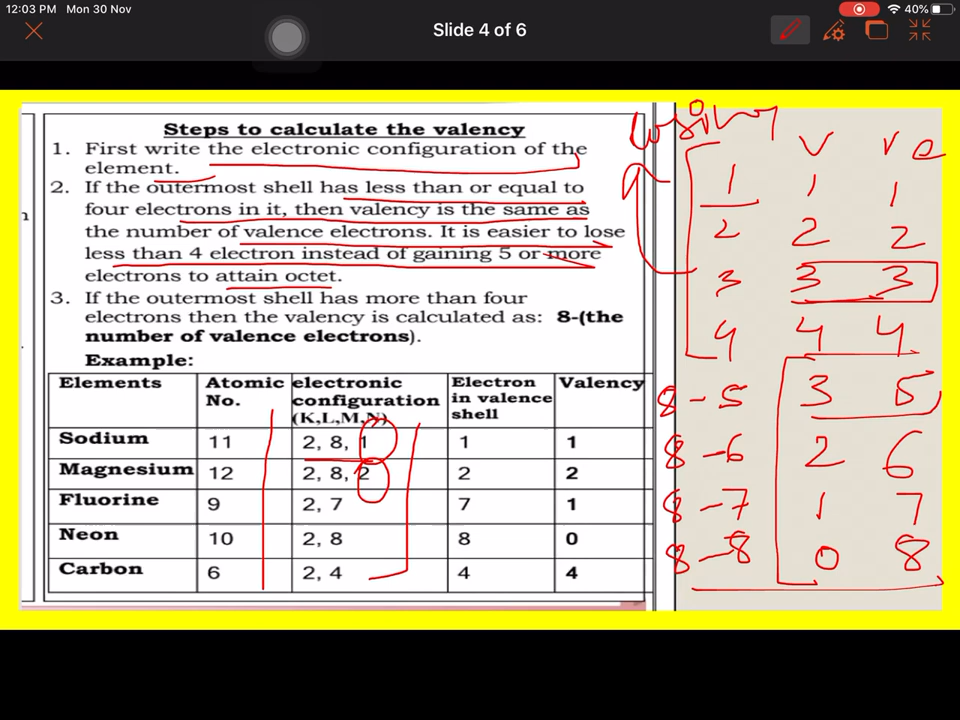 12:03 PM Mon 30 Nov
40%
Slide 4 of 6
Steps to calculate the valency
1. First write the electronic configuration of the
element.
2. If the outermost shell has less than or equal to
four electrons in it, then valency is the same as
the number of valence electrons. It is easier to lose
less than 4 electron instead of gaining 5 or more
electrons to attain octet.
3. If the outermost shell has more than four
electrons then the valency is calculated as: 8-(the
number of valence electrons).
Example:
Elements Atomic No. electronic configuration (K,L,M,N) Electron in valence shell Valency
Sodium 11 2, 8, 1 1 1
Magnesium 12 2, 8, 2 2 2
Fluorine 9 2, 7 7 1
Neon 10 2, 8 8 0
Carbon 6 2, 4 4 4
n
losing
V Ve
1 1 1
2 2 2
3 3 3
4 4 4
8-5 3 5
8-6 2 6
8-7 1 7
8-8 0 8